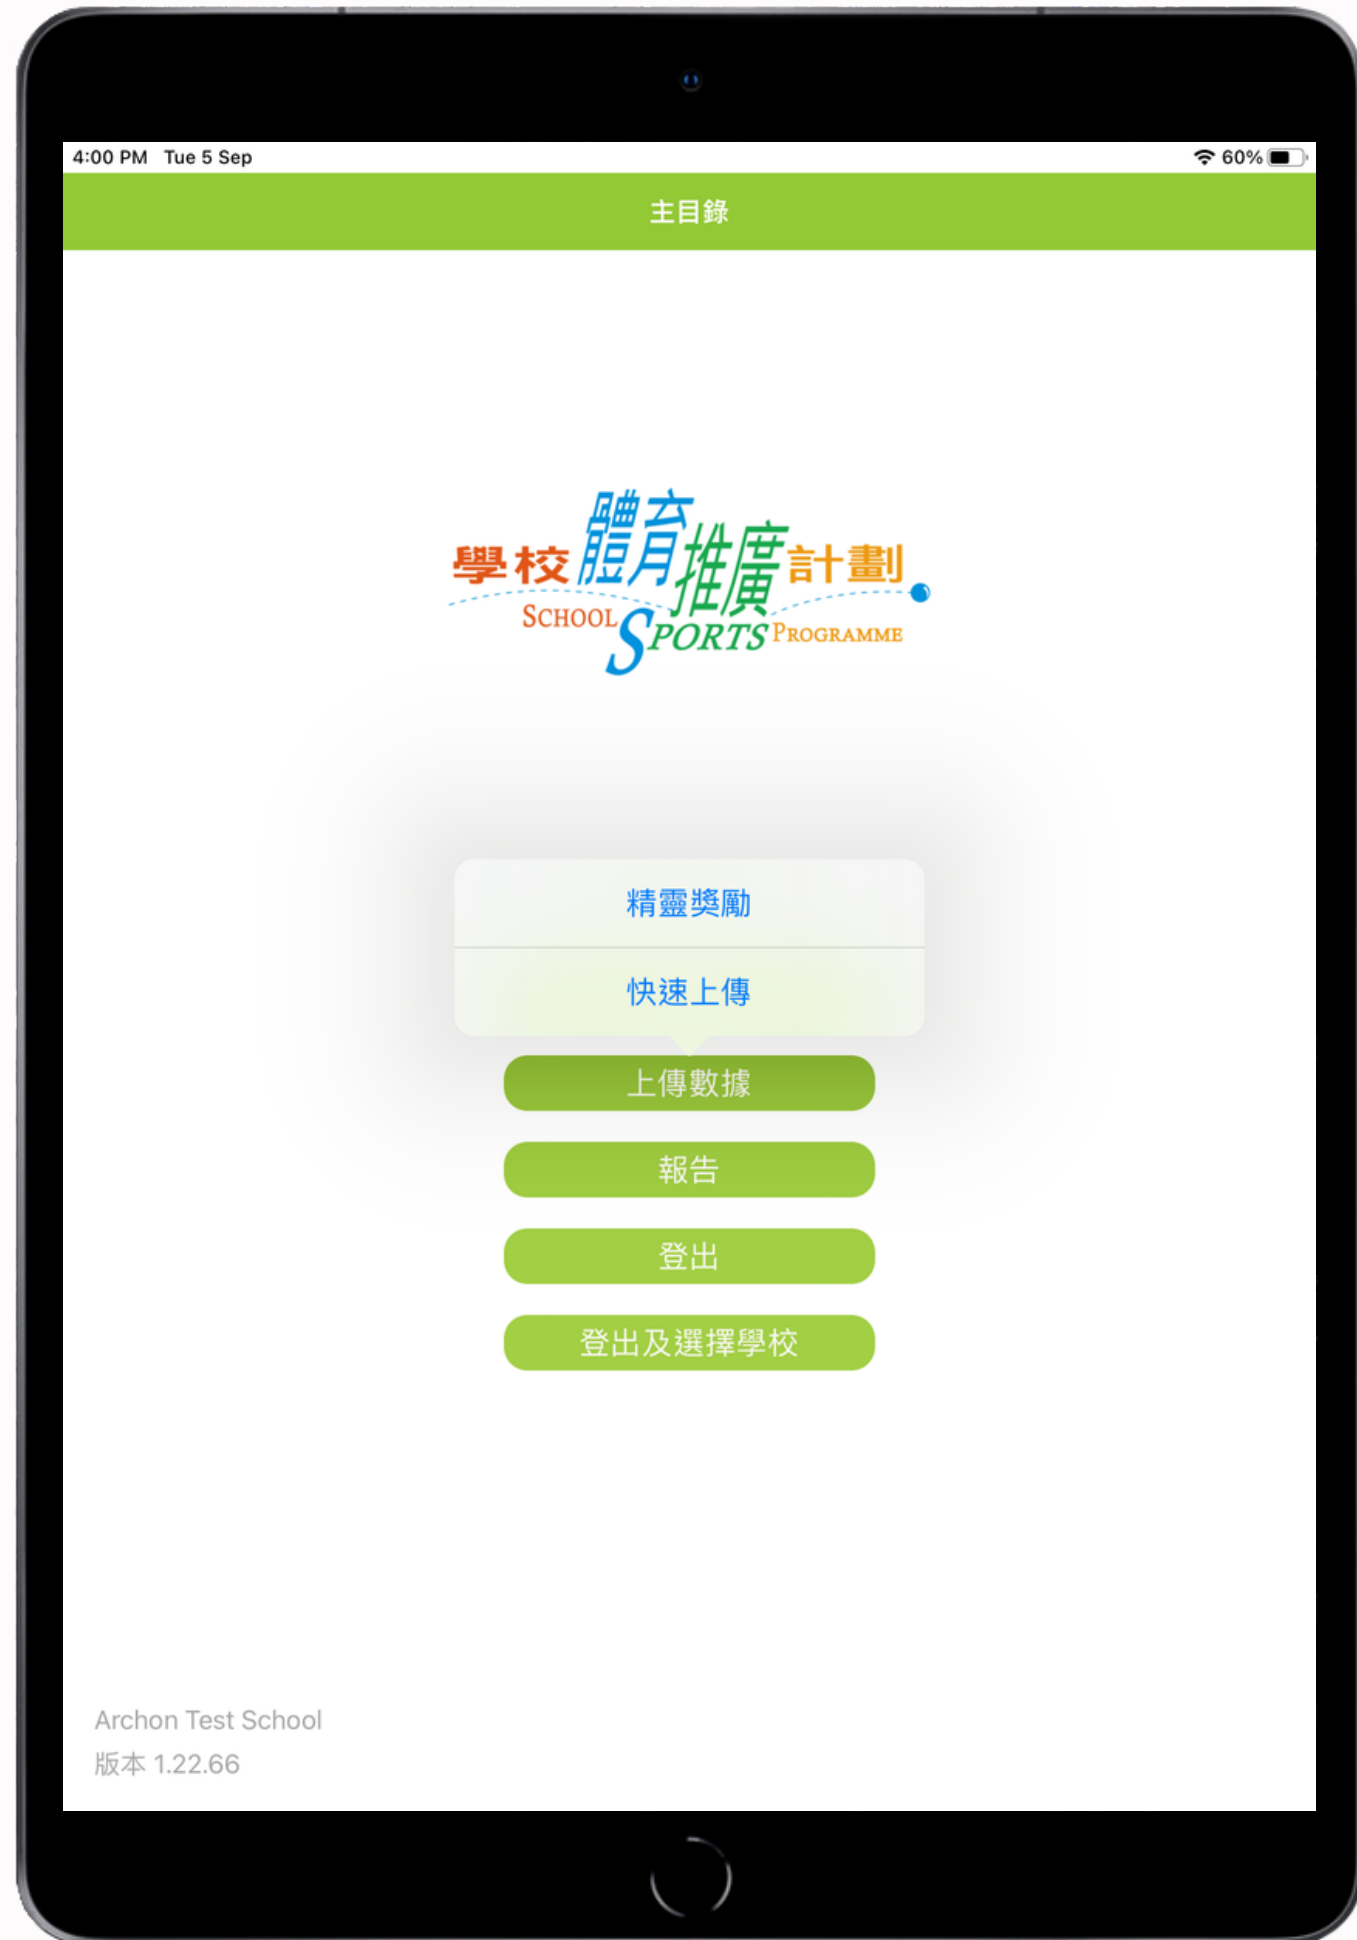 4:00 PM Tue 5 Sep 60%
主目錄
學校體育推廣計劃
SCHOOL SPORTS PROGRAMME
精靈獎勵
快速上傳
上傳數據
報告
登出
登出及選擇學校
Archon Test School
版本 1.22.66